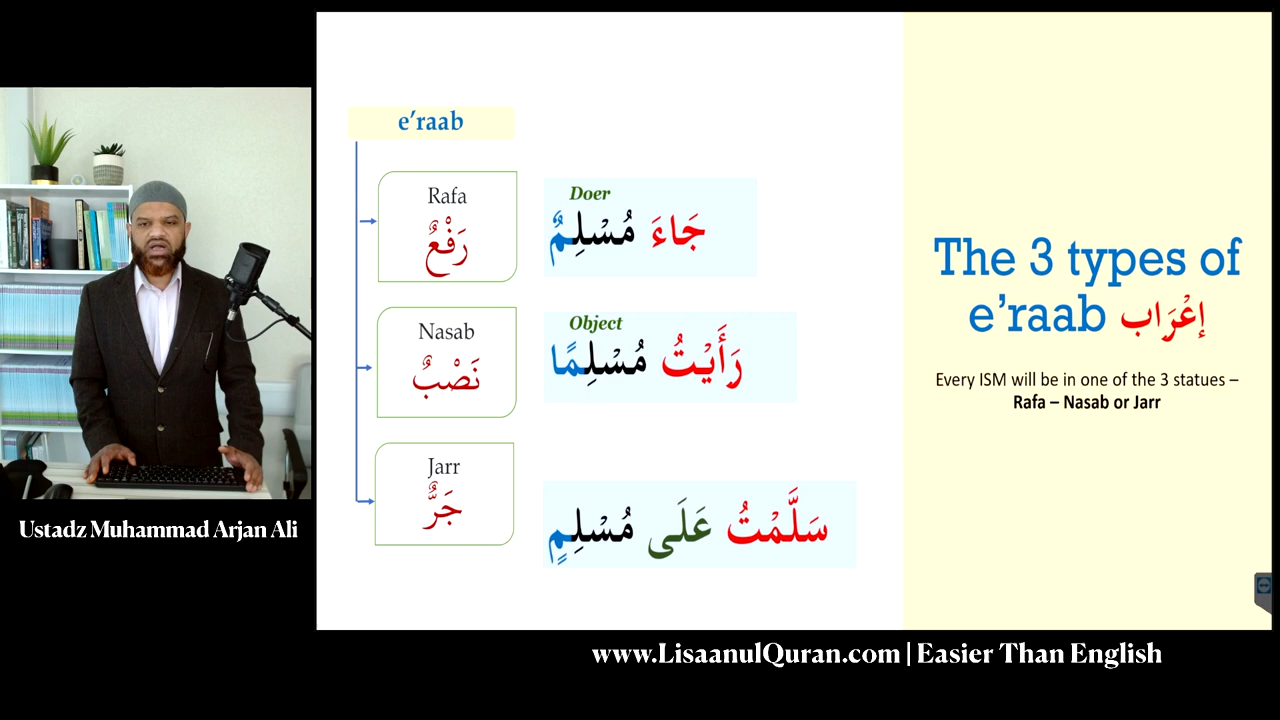 e’raab
Rafa
رَفْعٌ
Doer
جَاءَ مُسْلِمٌ
Nasab
نَصْبٌ
Object
رَأَيْتُ مُسْلِمًا
Jarr
جَرٌّ
سَلَّمْتُ عَلَى مُسْلِمٍ
The 3 types of
e’raab إعْرَاب
Every ISM will be in one of the 3 statues –
Rafa – Nasab or Jarr
Ustadz Muhammad Arjan Ali
www.LisaanulQuran.com | Easier Than English